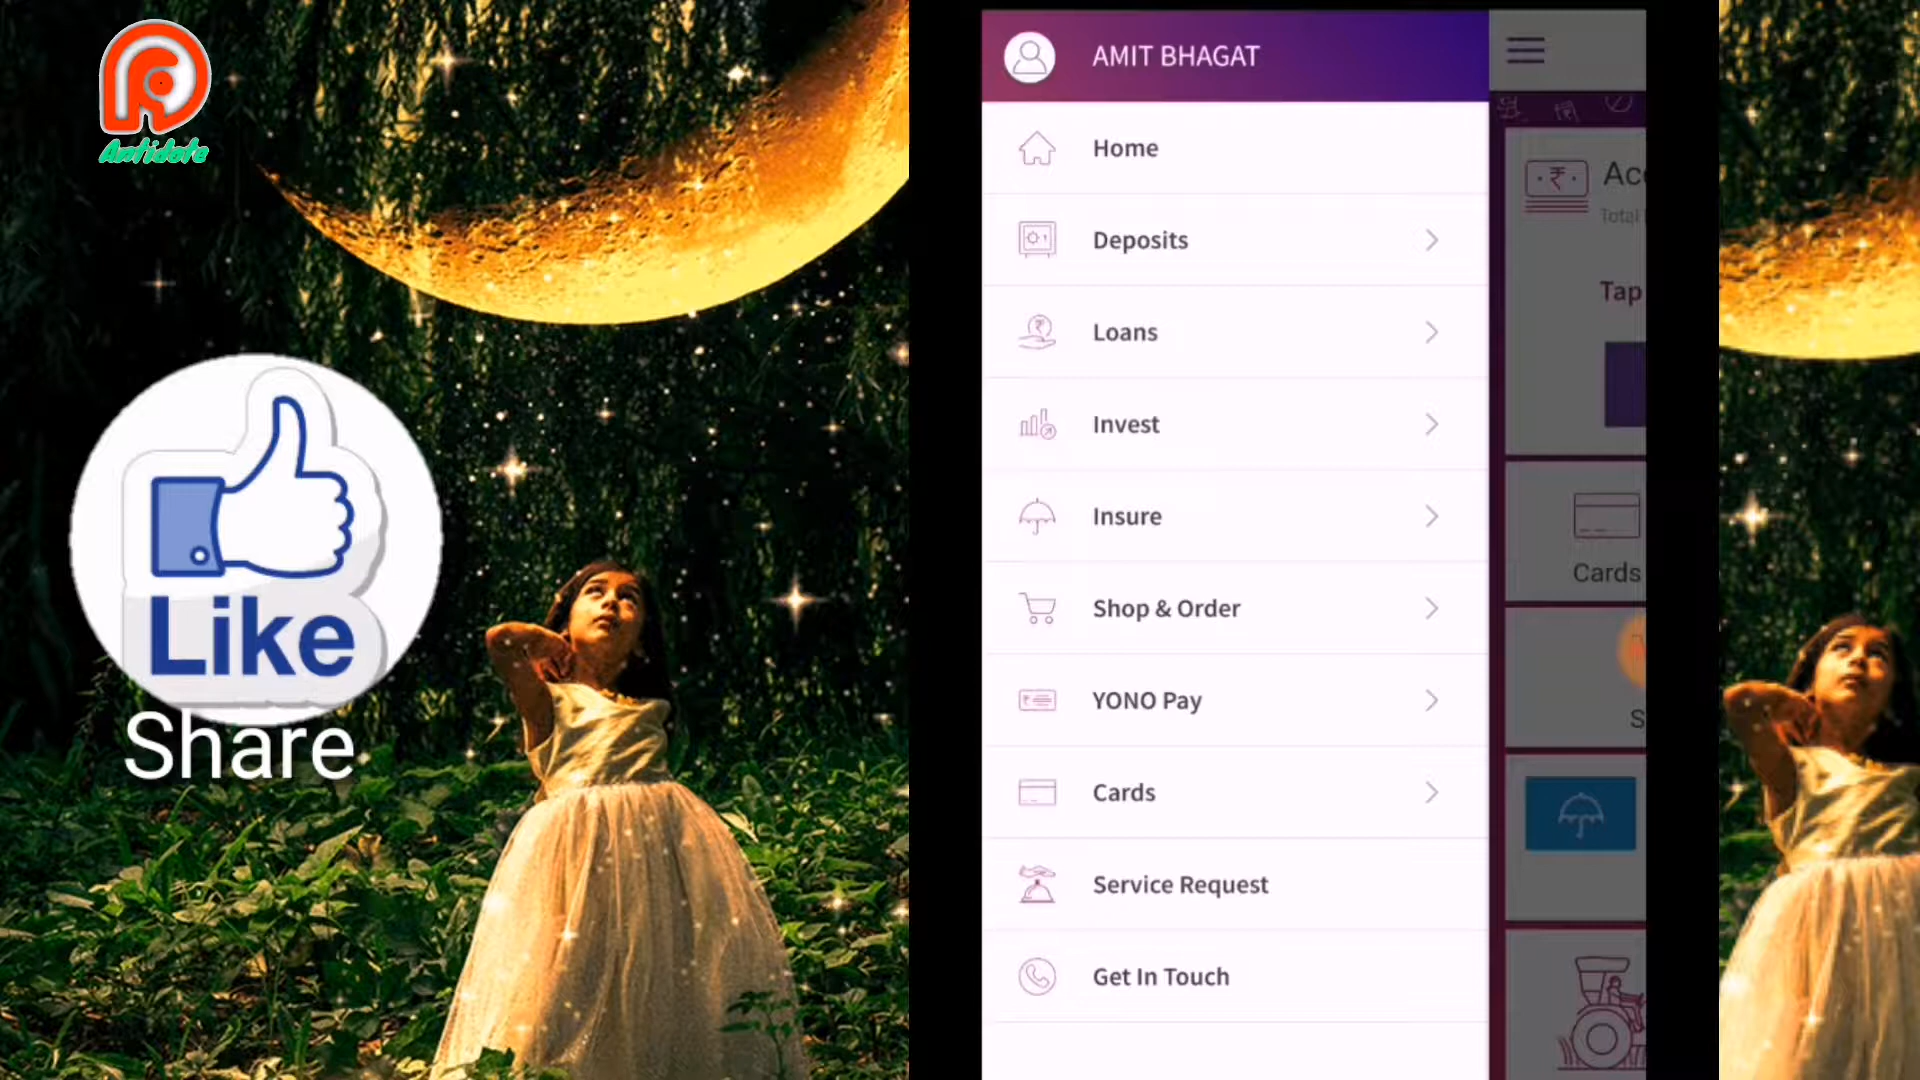 Antidote
Like
Share
AMIT BHAGAT
Home
Deposits
Loans
Invest
Insure
Shop & Order
YONO Pay
Cards
Service Request
Get In Touch
Total
Tap
Cards